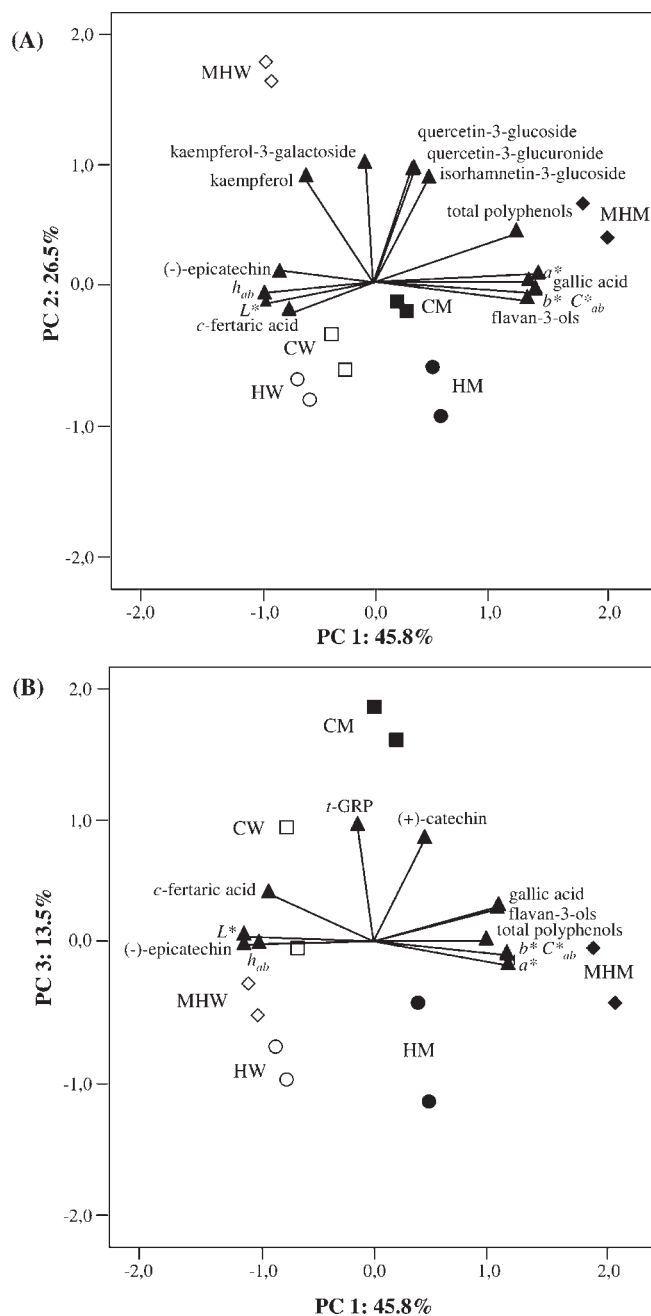 (A)
2,0
MHW
quercetin-3-glucoside
kaempferol-3-galactoside
quercetin-3-glucuronide
1,0
kaempferol
isorhamnetin-3-glucoside
total polyphenols
MHM
(-)-epicatechin
a*
0,0
hab
gallic acid
L*
CM
b* C*ab
c-fertaric acid
flavan-3-ols
CW
HW
HM
-1,0
-2,0
PC 2: 26.5%
-2,0 -1,0 0,0 1,0 2,0
PC 1: 45.8%
(B)
2,0
CM
t-GRP
(+)-catechin
1,0
CW
c-fertaric acid
gallic acid
flavan-3-ols
L*
total polyphenols
0,0
(-)-epicatechin
b* C*ab
hab
a*
MHW
MHM
HW
HM
-1,0
-2,0
PC 3: 13.5%
-2,0 -1,0 0,0 1,0 2,0
PC 1: 45.8%